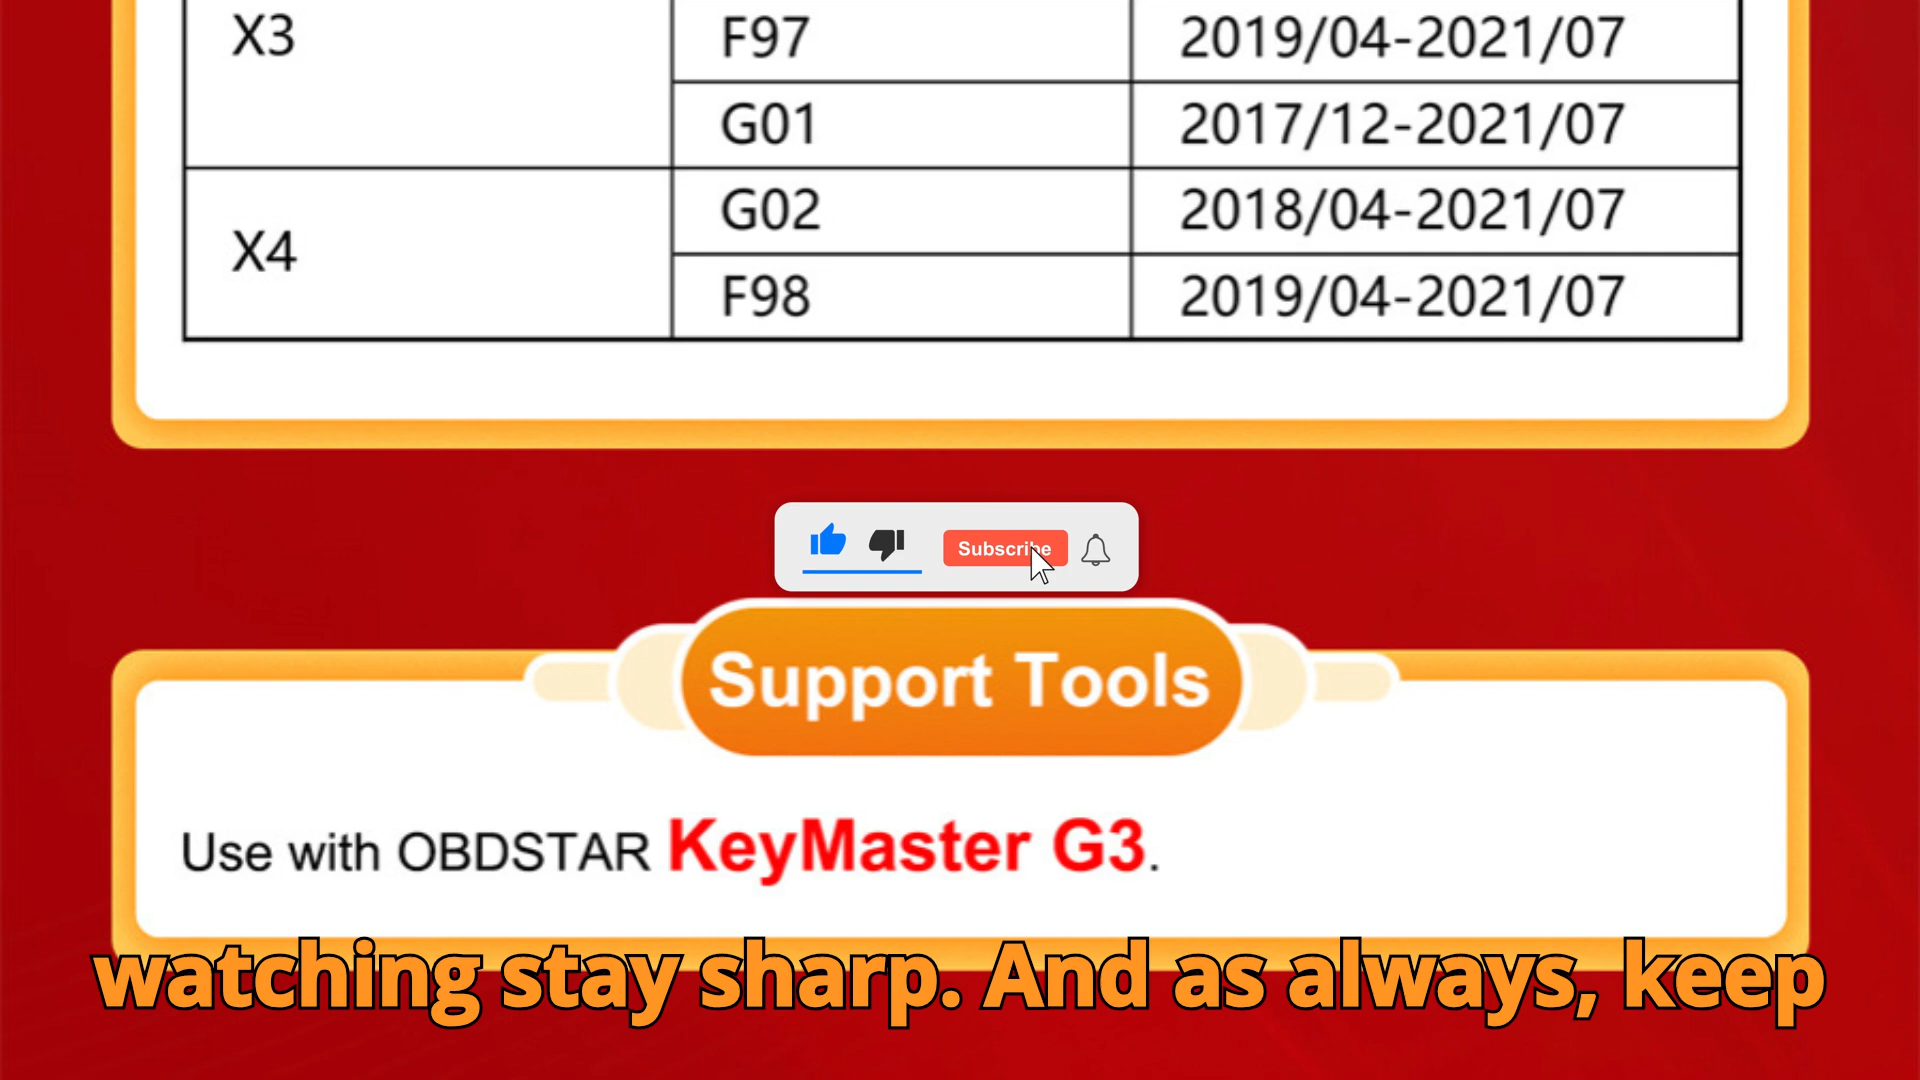 X3 F97 2019/04-2021/07
G01 2017/12-2021/07
X4 G02 2018/04-2021/07
F98 2019/04-2021/07
Subscribe
Support Tools
Use with OBDSTAR KeyMaster G3.
watching stay sharp. And as always, keep